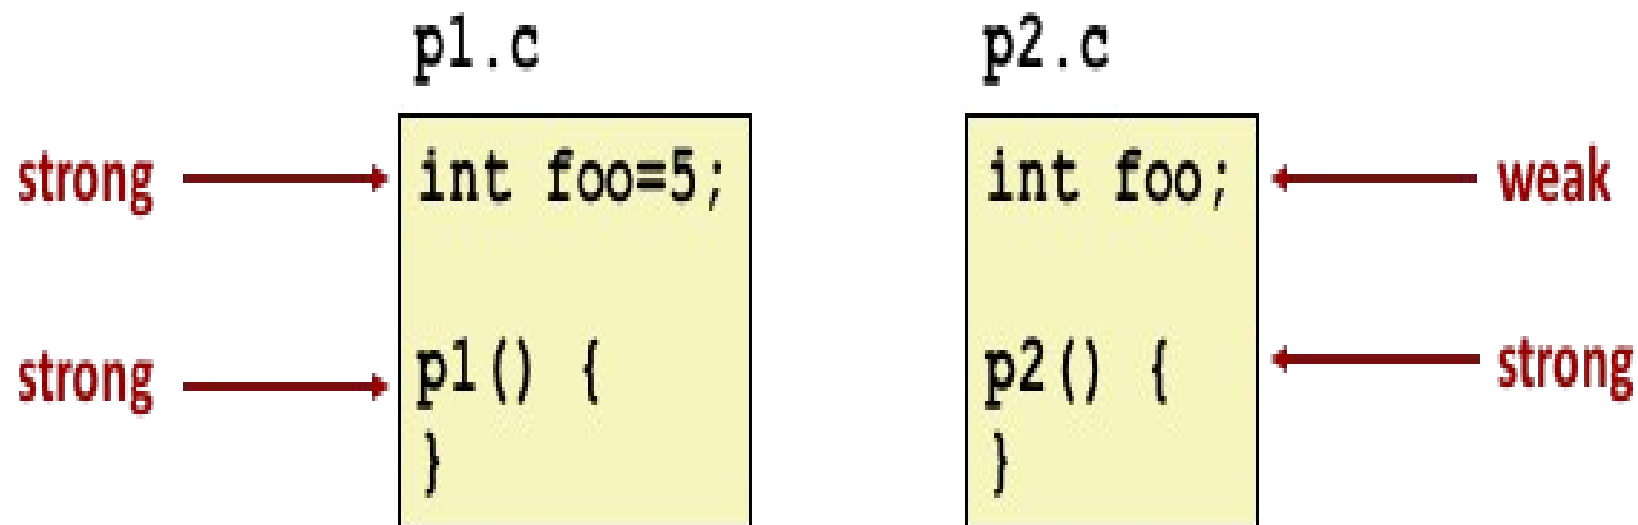 p1.c
p2.c
strong
int foo=5;
int foo;
weak
strong
p1() {
p2() {
strong
}
}